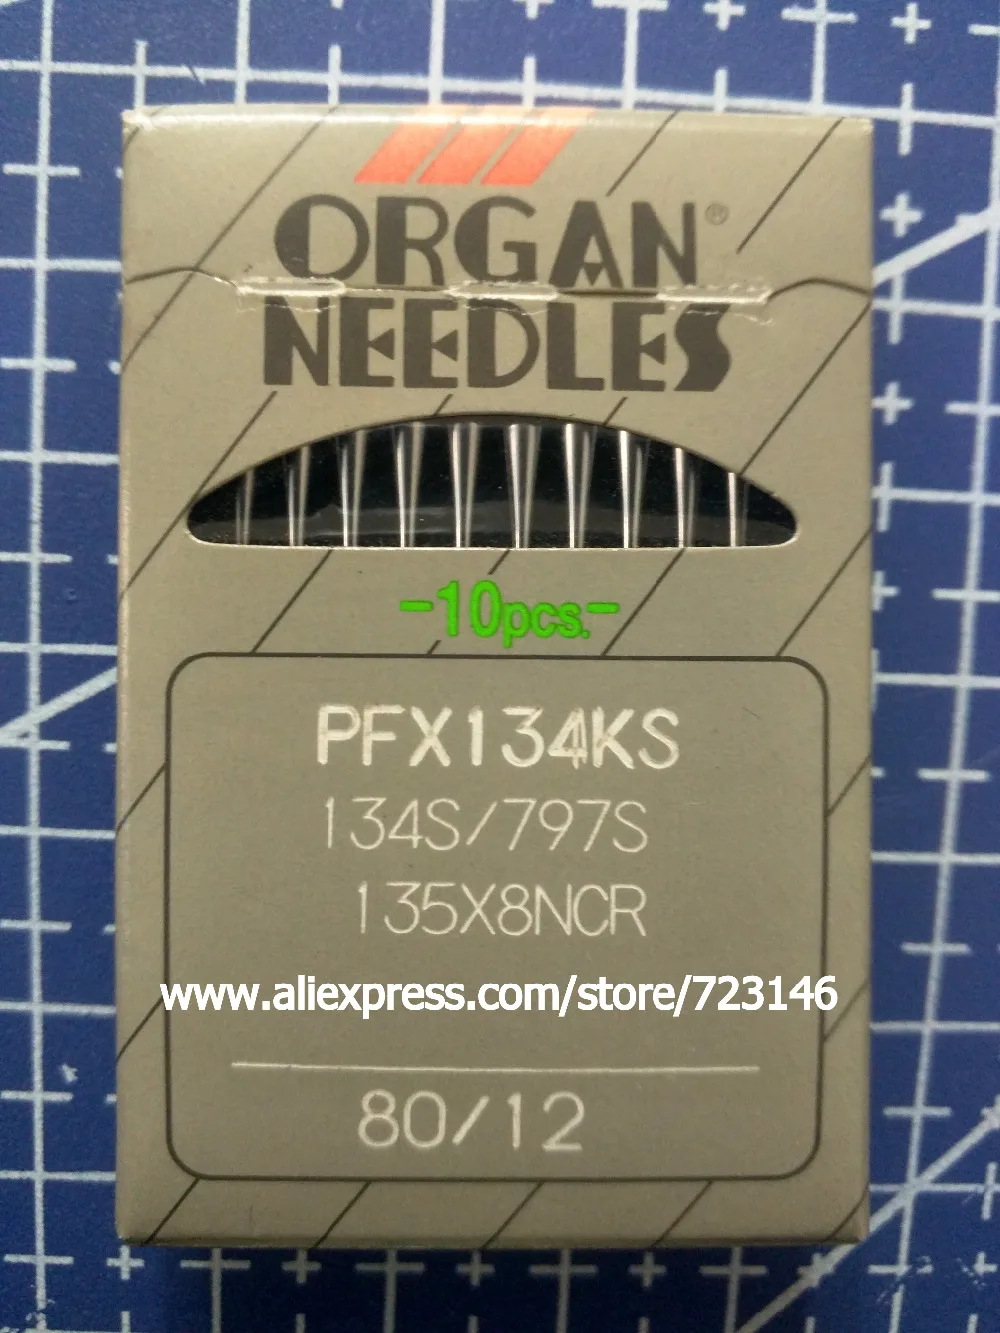 ORGAN®
NEEDLES
-10pcs.-
PFX134KS
134S/797S
135X8NCR
www.aliexpress.com/store/723146
80/12